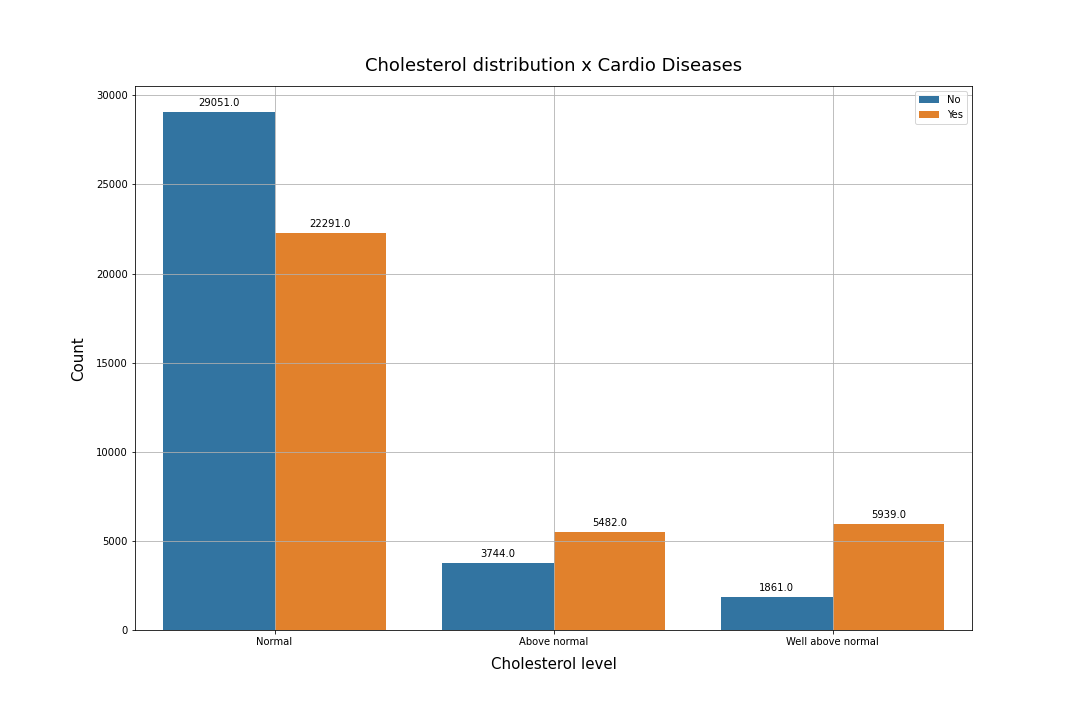 Cholesterol distribution x Cardio Diseases
No
Yes
30000
25000
20000
15000
10000
5000
0
Count
29051.0
22291.0
3744.0
5482.0
1861.0
5939.0
Normal
Above normal
Well above normal
Cholesterol level